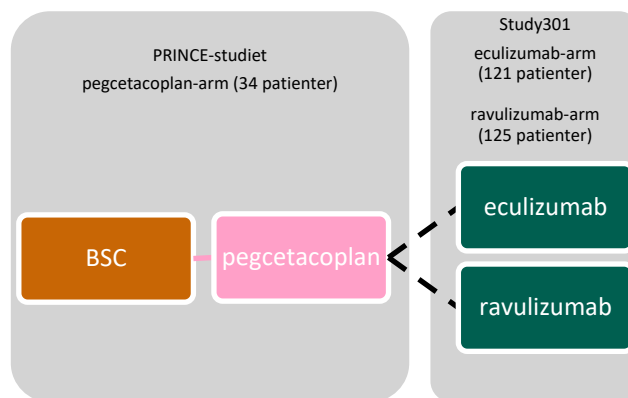 PRINCE-studiet
pegcetacoplan-arm (34 patienter)
BSC
pegcetacoplan
Study301
eculizumab-arm
(121 patienter)
ravulizumab-arm
(125 patienter)
eculizumab
ravulizumab